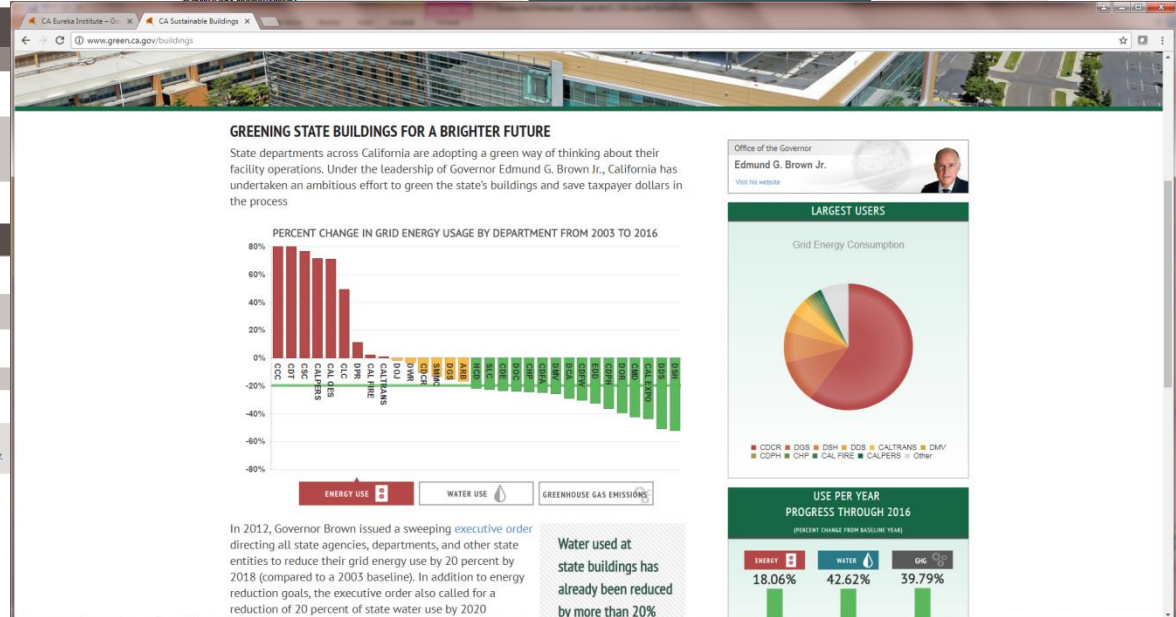 CA Eureka Institute – Go
CA Sustainable Buildings
www.green.ca.gov/buildings
GREENING STATE BUILDINGS FOR A BRIGHTER FUTURE
State departments across California are adopting a green way of thinking about their
facility operations. Under the leadership of Governor Edmund G. Brown Jr., California has
undertaken an ambitious effort to green the state's buildings and save taxpayer dollars in
the process
PERCENT CHANGE IN GRID ENERGY USAGE BY DEPARTMENT FROM 2003 TO 2016
80%
60%
40%
20%
0%
-20%
-40%
-60%
-80%
CCC
CDT
CSC
CALPERS
CAL OES
CLC
DPR
CAL FIRE
CALTRANS
DOJ
DWR
CDCR
SMMC
DGS
ARB
HCD
SLC
CDE
DOC
CHP
CDFA
DMV
DCA
CDFW
EDD
CDPH
DOR
CMD
CAL EXPO
DDS
DSH
ENERGY USE
WATER USE
GREENHOUSE GAS EMISSIONS
In 2012, Governor Brown issued a sweeping executive order
directing all state agencies, departments, and other state
entities to reduce their grid energy use by 20 percent by
2018 (compared to a 2003 baseline). In addition to energy
reduction goals, the executive order also called for a
reduction of 20 percent of state water use by 2020
Water used at
state buildings has
already been reduced
by more than 20%
Office of the Governor
Edmund G. Brown Jr.
Visit his website
LARGEST USERS
Grid Energy Consumption
CDCR DGS DSH DDS CALTRANS DMV
CDPH CHP CAL FIRE CALPERS Other
USE PER YEAR
PROGRESS THROUGH 2016
(PERCENT CHANGE FROM BASELINE YEAR)
ENERGY WATER GHG
18.06% 42.62% 39.79%